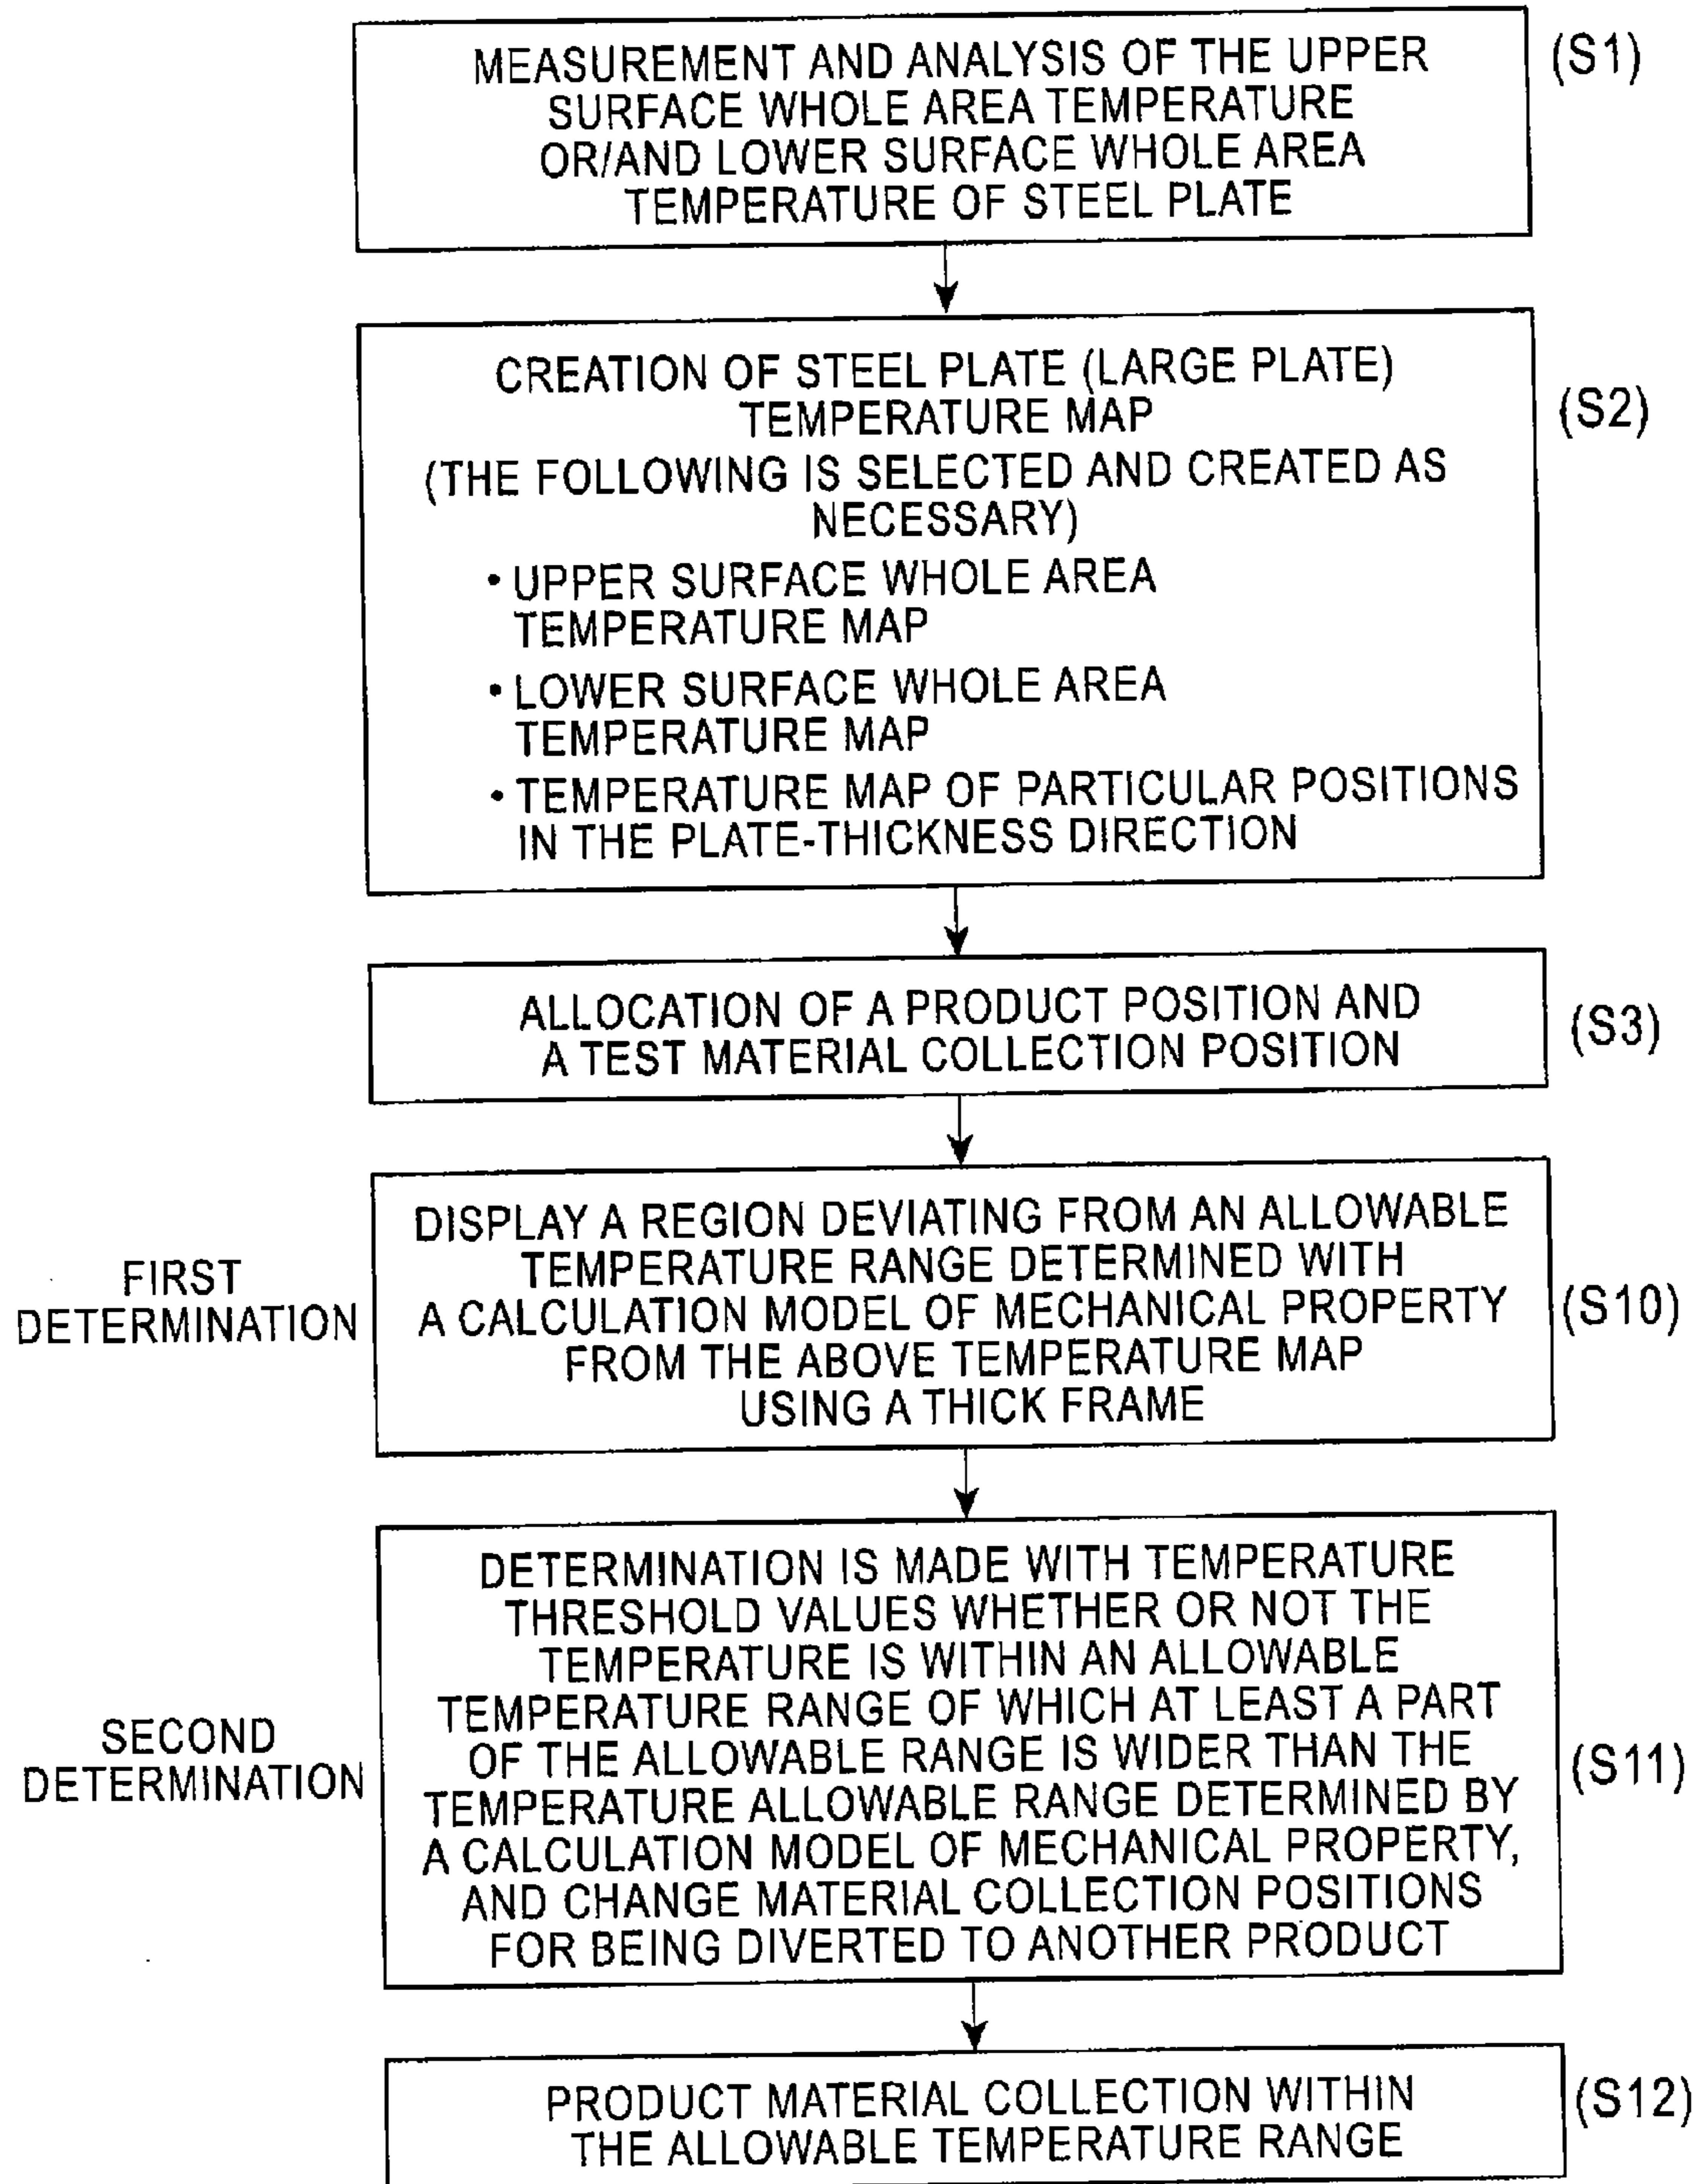 MEASUREMENT AND ANALYSIS OF THE UPPER
SURFACE WHOLE AREA TEMPERATURE
OR/AND LOWER SURFACE WHOLE AREA
TEMPERATURE OF STEEL PLATE
(S1)
CREATION OF STEEL PLATE (LARGE PLATE)
TEMPERATURE MAP
(THE FOLLOWING IS SELECTED AND CREATED AS
NECESSARY)
• UPPER SURFACE WHOLE AREA
TEMPERATURE MAP
• LOWER SURFACE WHOLE AREA
TEMPERATURE MAP
• TEMPERATURE MAP OF PARTICULAR POSITIONS
IN THE PLATE-THICKNESS DIRECTION
(S2)
ALLOCATION OF A PRODUCT POSITION AND
A TEST MATERIAL COLLECTION POSITION
(S3)
FIRST
DETERMINATION
DISPLAY A REGION DEVIATING FROM AN ALLOWABLE
TEMPERATURE RANGE DETERMINED WITH
A CALCULATION MODEL OF MECHANICAL PROPERTY
FROM THE ABOVE TEMPERATURE MAP
USING A THICK FRAME
(S10)
SECOND
DETERMINATION
DETERMINATION IS MADE WITH TEMPERATURE
THRESHOLD VALUES WHETHER OR NOT THE
TEMPERATURE IS WITHIN AN ALLOWABLE
TEMPERATURE RANGE OF WHICH AT LEAST A PART
OF THE ALLOWABLE RANGE IS WIDER THAN THE
TEMPERATURE ALLOWABLE RANGE DETERMINED BY
A CALCULATION MODEL OF MECHANICAL PROPERTY,
AND CHANGE MATERIAL COLLECTION POSITIONS
FOR BEING DIVERTED TO ANOTHER PRODUCT
(S11)
PRODUCT MATERIAL COLLECTION WITHIN
THE ALLOWABLE TEMPERATURE RANGE
(S12)